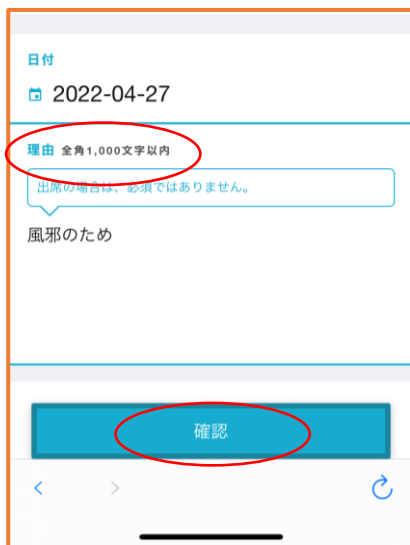 日付
2022-04-27
理由 全角1,000文字以内
出席の場合は、必須ではありません。
風邪のため
確認